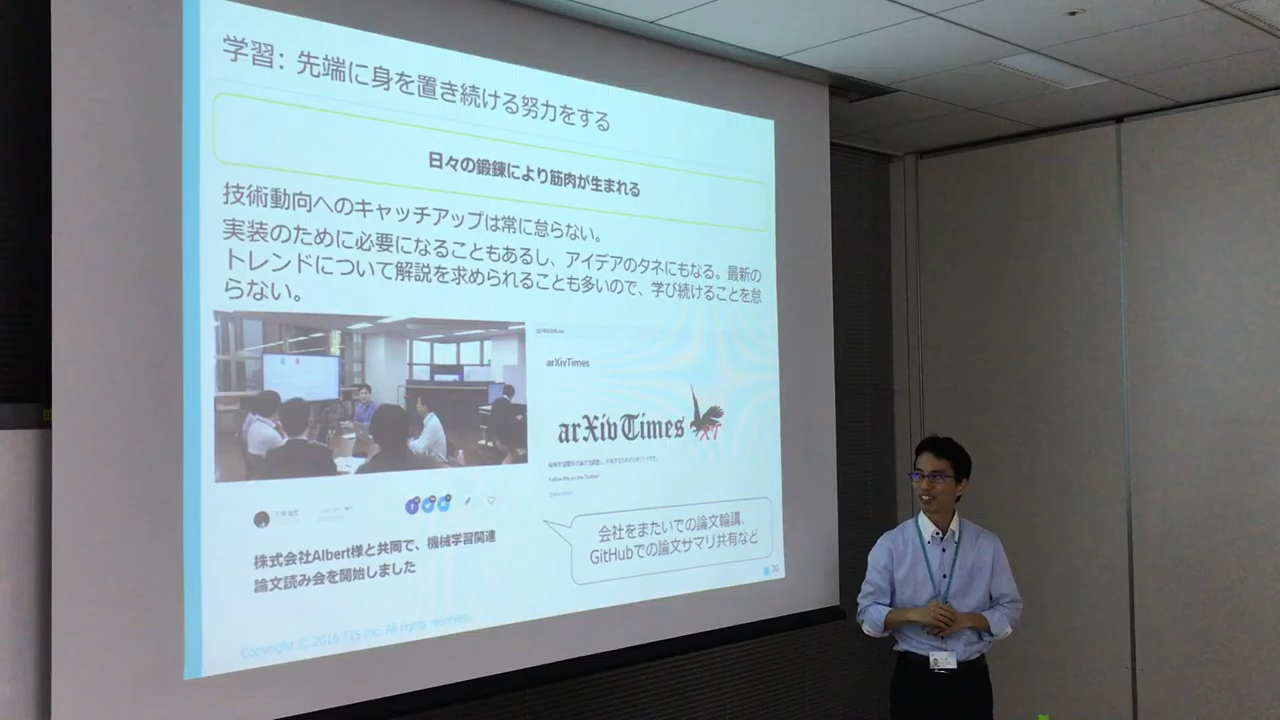 学習: 先端に身を置き続ける努力をする
日々の鍛錬により筋肉が生まれる
技術動向へのキャッチアップは常に怠らない。
実装のために必要になることもあるし、アイデアのタネにもなる。最新の
トレンドについて解説を求められることも多いので、学び続けることを怠
らない。
arXivTimes
arXivTimes
Follow Me on the Twitter!
株式会社Albert様と共同で、機械学習関連
論文読み会を開始しました
会社をまたいでの論文輪講、
GitHubでの論文サマリ共有など
30
Copyright © 2016 TIS Inc. All rights reserved.